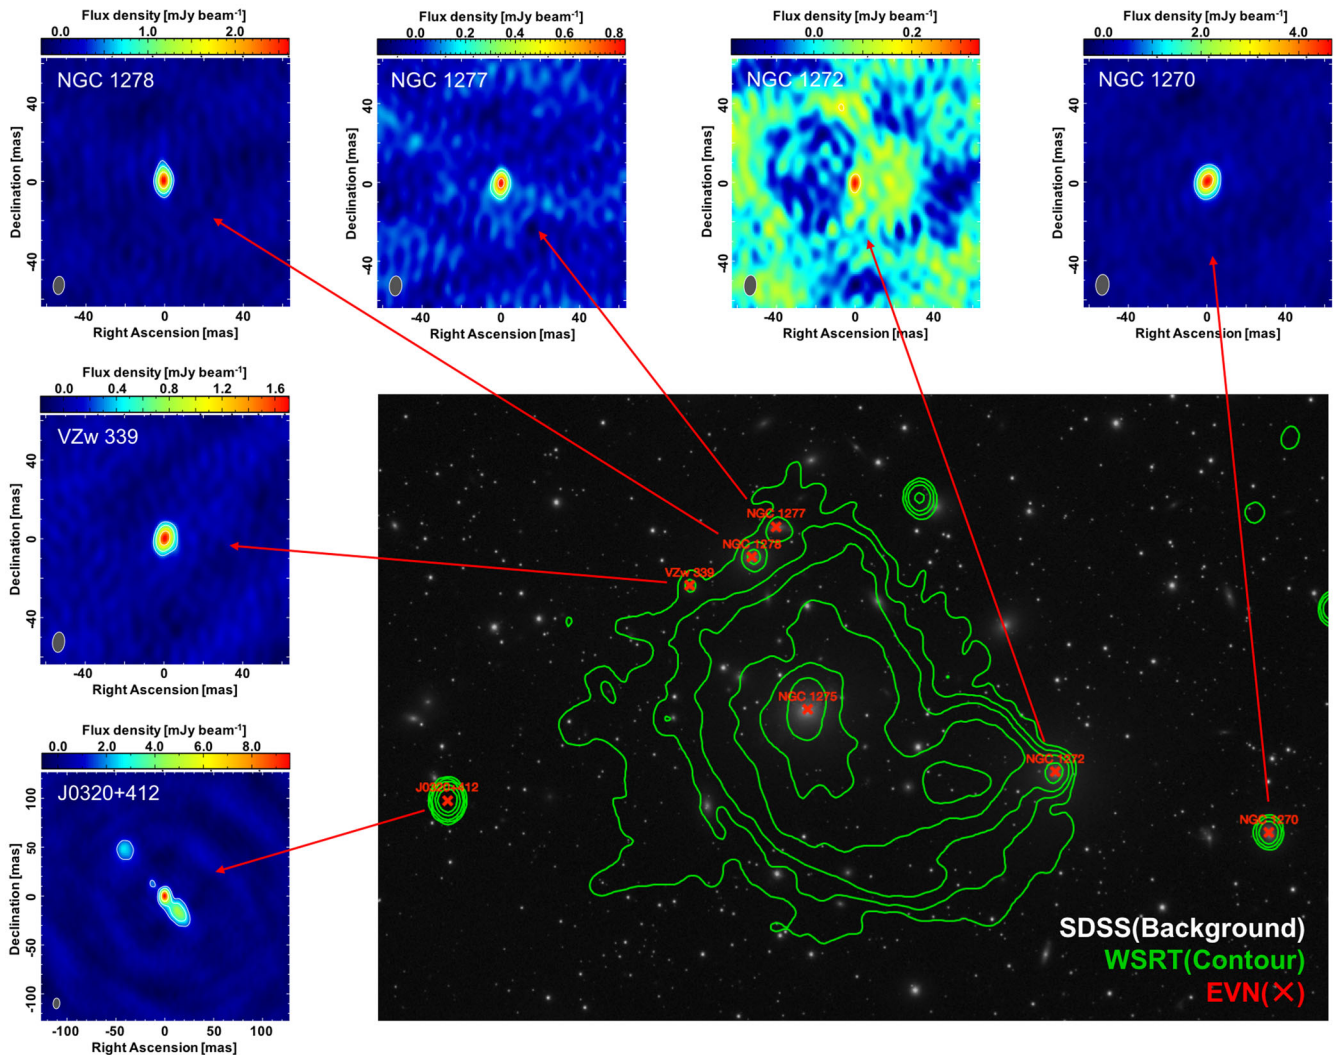 Flux density [mJy beam-1]
0.0 1.0 2.0
NGC 1278
Declination [mas]
40
0
-40
-40 0 40
Right Ascension [mas]
Flux density [mJy beam-1]
0.0 0.2 0.4 0.6 0.8
NGC 1277
Declination [mas]
40
0
-40
-40 0 40
Right Ascension [mas]
Flux density [mJy beam-1]
0.0 0.2
NGC 1272
Declination [mas]
40
0
-40
-40 0 40
Right Ascension [mas]
Flux density [mJy beam-1]
0.0 2.0 4.0
NGC 1270
Declination [mas]
40
0
-40
-40 0 40
Right Ascension [mas]
Flux density [mJy beam-1]
0.0 0.4 0.8 1.2 1.6
VZw 339
Declination [mas]
40
0
-40
-40 0 40
Right Ascension [mas]
Flux density [mJy beam-1]
0.0 2.0 4.0 6.0 8.0
J0320+412
Declination [mas]
100
50
0
-50
-100
-100 -50 0 50 100
Right Ascension [mas]
NGC 1277
NGC 1278
VZw 339
NGC 1275
NGC 1272
J0320+412
NGC 1270
SDSS(Background)
WSRT(Contour)
EVN(×)